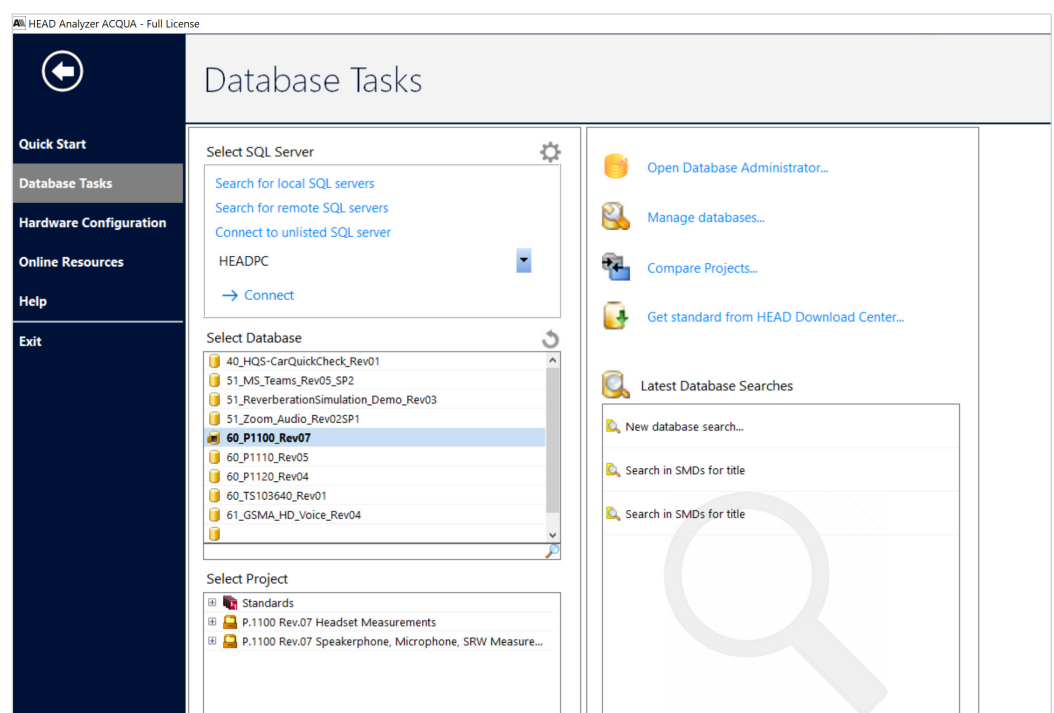 HEAD Analyzer ACQUA - Full License
Database Tasks
Quick Start
Database Tasks
Hardware Configuration
Online Resources
Help
Exit
Select SQL Server
Search for local SQL servers
Search for remote SQL servers
Connect to unlisted SQL server
HEADPC
Connect
Select Database
40_HQS-CarQuickCheck_Rev01
51_MS_Teams_Rev05_SP2
51_ReverberationSimulation_Demo_Rev03
51_Zoom_Audio_Rev02SP1
60_P1100_Rev07
60_P1110_Rev05
60_P1120_Rev04
60_TS103640_Rev01
61_GSMA_HD_Voice_Rev04
Select Project
Standards
P.1100 Rev.07 Headset Measurements
P.1100 Rev.07 Speakerphone, Microphone, SRW Measure...
Open Database Administrator...
Manage databases...
Compare Projects...
Get standard from HEAD Download Center...
Latest Database Searches
New database search...
Search in SMDs for title
Search in SMDs for title